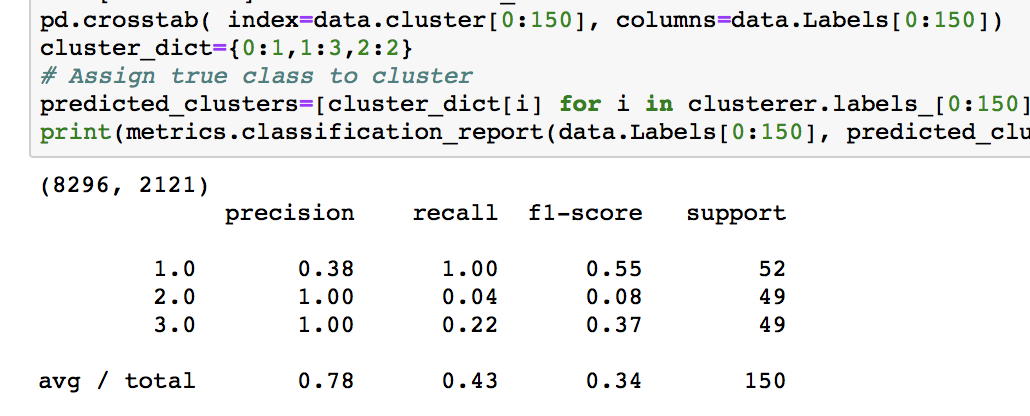 pd.crosstab( index=data.cluster[0:150], columns=data.Labels[0:150])
cluster_dict={0:1,1:3,2:2}
# Assign true class to cluster
predicted_clusters=[cluster_dict[i] for i in clusterer.labels_[0:150]
print(metrics.classification_report(data.Labels[0:150], predicted_clu
(8296, 2121)
precision recall f1-score support
1.0 0.38 1.00 0.55 52
2.0 1.00 0.04 0.08 49
3.0 1.00 0.22 0.37 49
avg / total 0.78 0.43 0.34 150